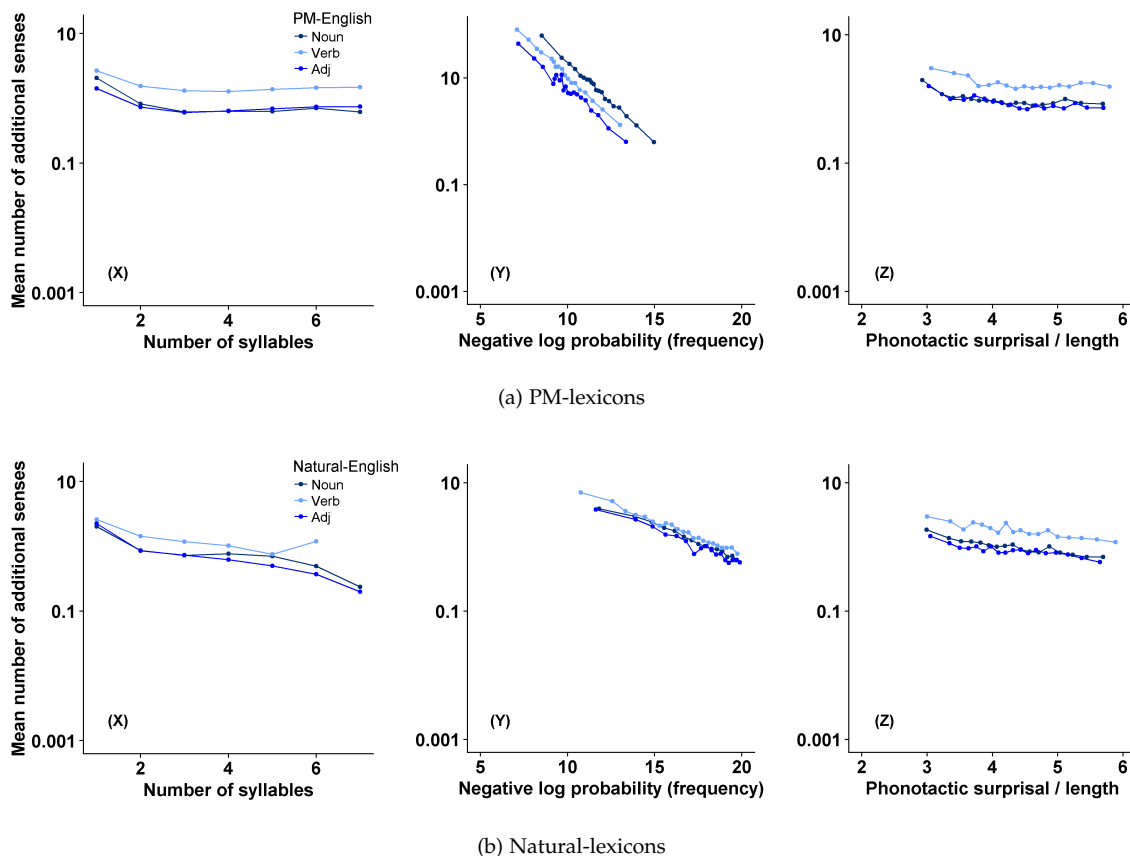 PM-English
Noun
Verb
Adj
Mean number of additional senses
10
0.1
0.001
(X)
2 4 6
Number of syllables
10
0.1
0.001
(Y)
5 10 15 20
Negative log probability (frequency)
10
0.1
0.001
(Z)
2 3 4 5 6
Phonotactic surprisal / length
(a) PM-lexicons
Natural-English
Noun
Verb
Adj
Mean number of additional senses
10
0.1
0.001
(X)
2 4 6
Number of syllables
10
0.1
0.001
(Y)
5 10 15 20
Negative log probability (frequency)
10
0.1
0.001
(Z)
2 3 4 5 6
Phonotactic surprisal / length
(b) Natural-lexicons